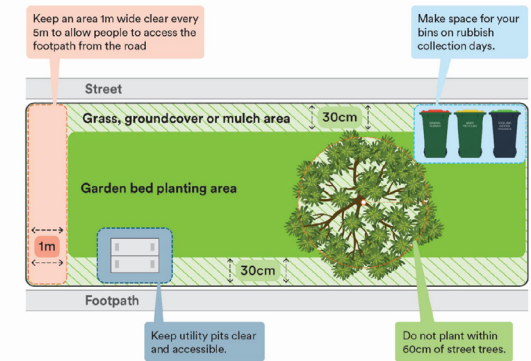 Keep an area 1m wide clear every
5m to allow people to access the
footpath from the road
Make space for your
bins on rubbish
collection days.
Street
Grass, groundcover or mulch area
30cm
Garden bed planting area
1m
30cm
Footpath
Keep utility pits clear
and accessible.
Do not plant within
60cm of street trees.